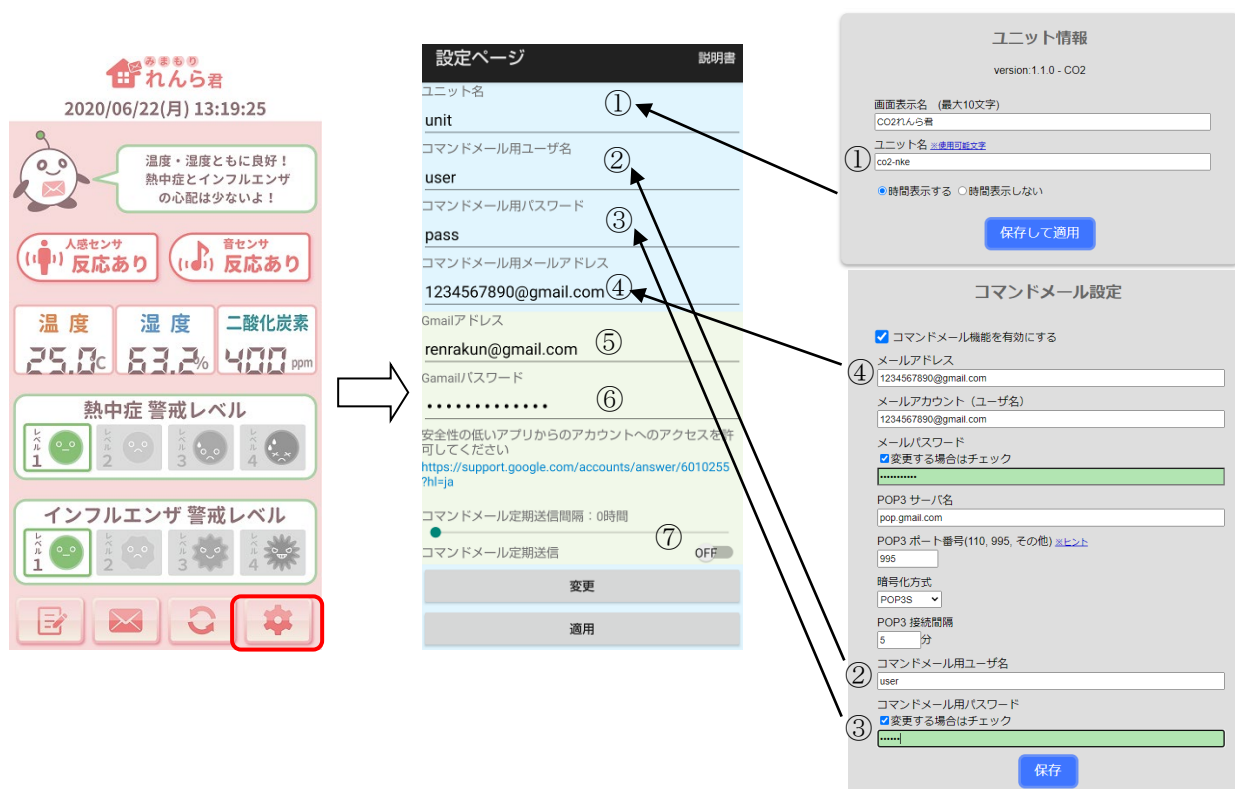 みまもり
れんら君
2020/06/22(月) 13:19:25
温度・湿度ともに良好！
熱中症とインフルエンザ
の心配は少ないよ！
人感センサ
反応あり
音センサ
反応あり
温 度
25.0C
湿 度
63.2%
二酸化炭素
400 ppm
熱中症 警戒レベル
レベル
1
レベル
2
レベル
3
レベル
4
インフルエンザ 警戒レベル
レベル
1
レベル
2
レベル
3
レベル
4
設定ページ 説明書
ユニット名 ①
unit
コマンドメール用ユーザ名 ②
user
コマンドメール用パスワード ③
pass
コマンドメール用メールアドレス
1234567890@gmail.com ④
Gmailアドレス
renrakun@gmail.com ⑤
Gamailパスワード
••••••••••••• ⑥
安全性の低いアプリからのアカウントへのアクセスを許
可してください
https://support.google.com/accounts/answer/6010255
?hl=ja
コマンドメール定期送信間隔：0時間
⑦
コマンドメール定期送信 OFF
変更
適用
ユニット情報
version:1.1.0 - CO2
画面表示名 (最大10文字)
CO2れんら君
ユニット名 ※使用可能文字
① co2-nke
時間表示する 時間表示しない
保存して適用
コマンドメール設定
コマンドメール機能を有効にする
メールアドレス
④ 1234567890@gmail.com
メールアカウント（ユーザ名）
1234567890@gmail.com
メールパスワード
変更する場合はチェック
•••••••••••
POP3 サーバ名
pop.gmail.com
POP3 ポート番号(110, 995, その他) ※ヒント
995
暗号化方式
POP3S
POP3 接続間隔
5 分
コマンドメール用ユーザ名
② user
コマンドメール用パスワード
③ 変更する場合はチェック
••••••
保存